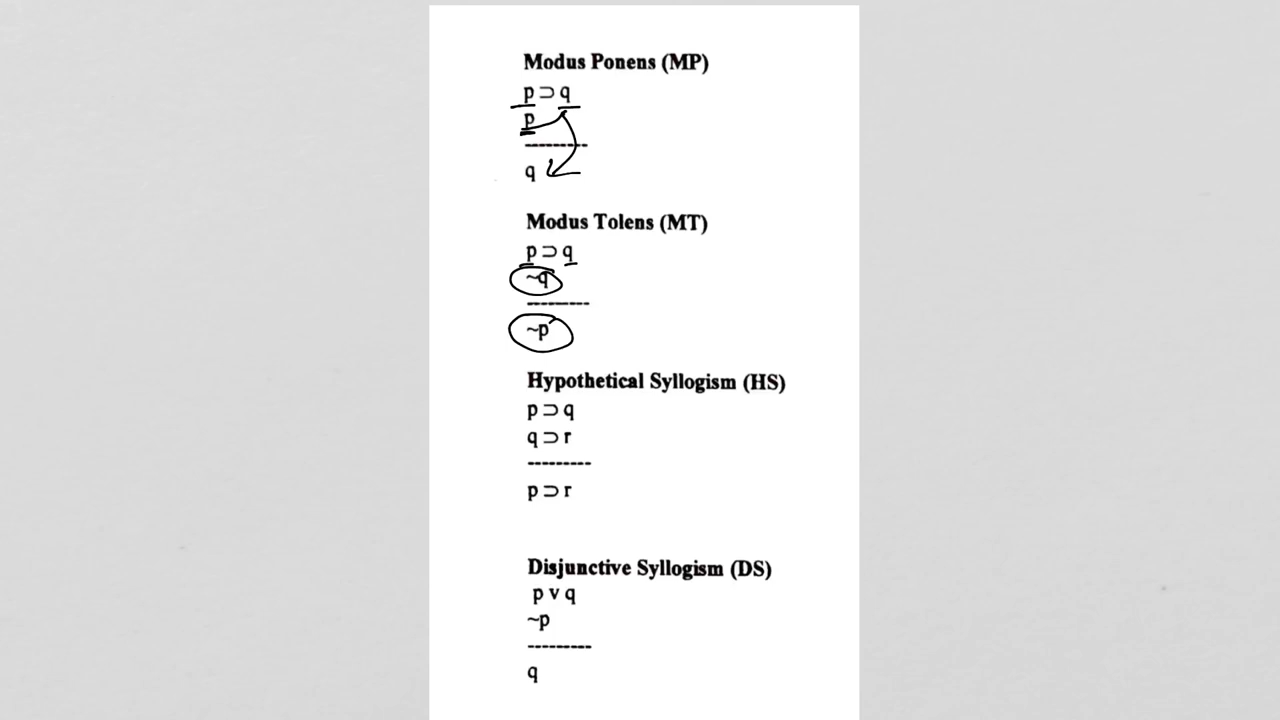 Modus Ponens (MP)
p ⊃ q
p
---------
q
Modus Tolens (MT)
p ⊃ q
~q
---------
~p
Hypothetical Syllogism (HS)
p ⊃ q
q ⊃ r
---------
p ⊃ r
Disjunctive Syllogism (DS)
p v q
~p
---------
q